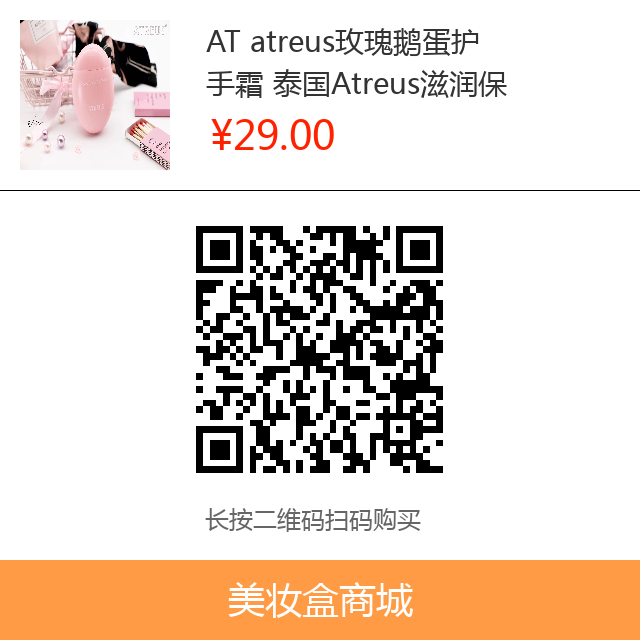 AT atreus玫瑰鹅蛋护
手霜 泰国Atreus滋润保
¥29.00
ATREUS
长按二维码扫码购买
美妆盒商城